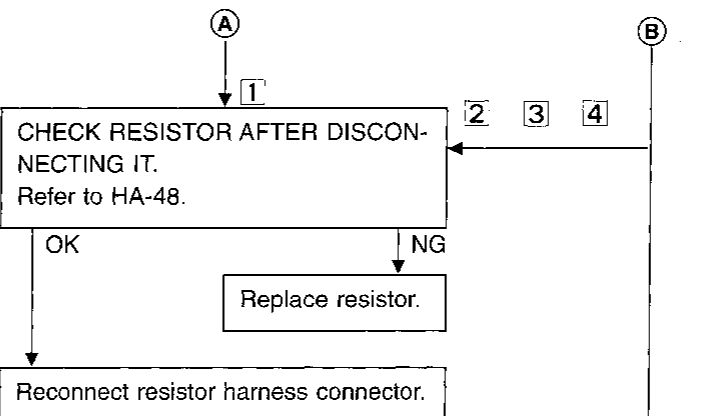 A
B
1
2 3 4
CHECK RESISTOR AFTER DISCON-
NECTING IT.
Refer to HA-48.
OK
NG
Replace resistor.
Reconnect resistor harness connector.